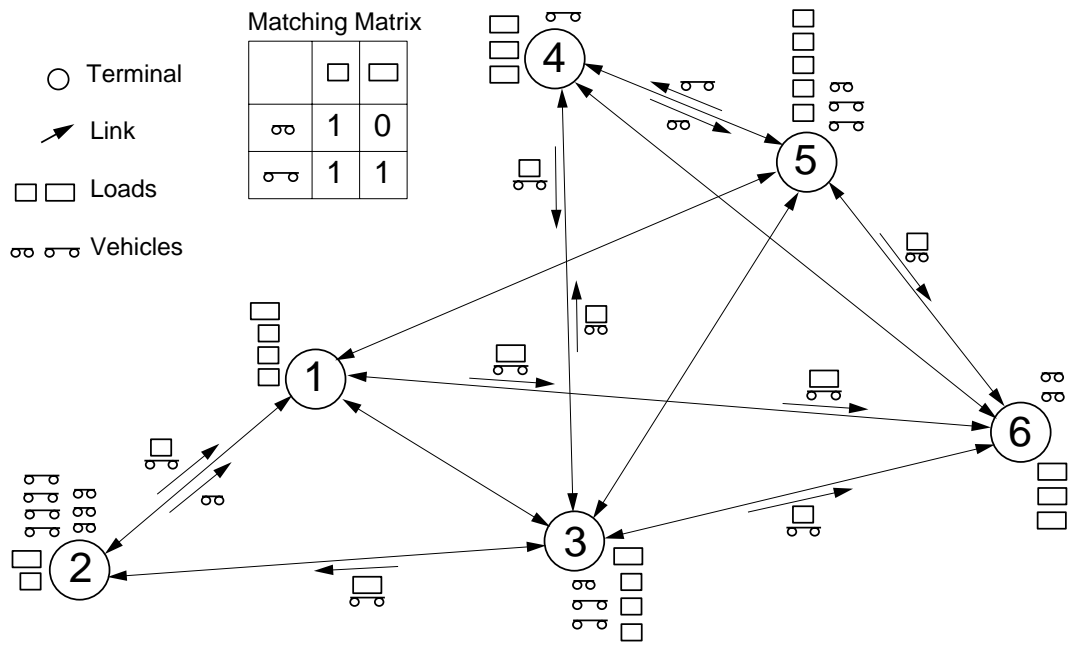 Matching Matrix
1 0
1 1
Terminal
Link
Loads
Vehicles
4
5
1
6
3
2